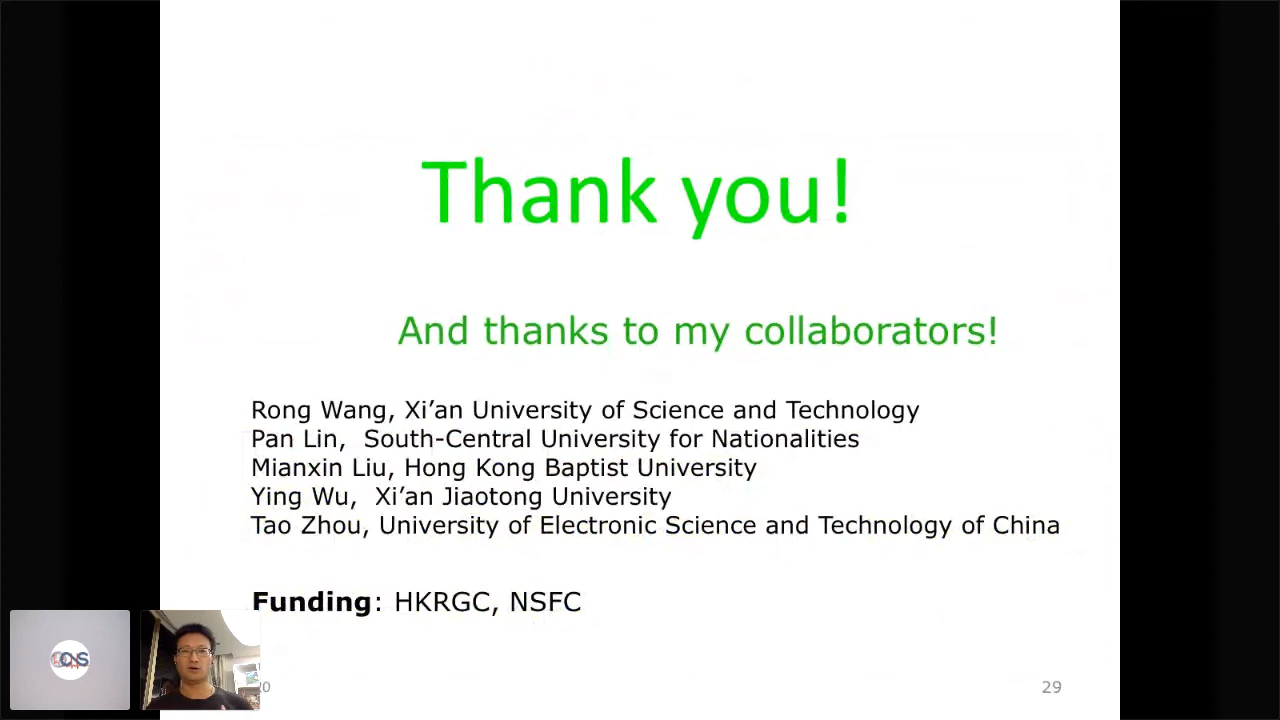 Thank you!
And thanks to my collaborators!
Rong Wang, Xi’an University of Science and Technology
Pan Lin,  South-Central University for Nationalities
Mianxin Liu, Hong Kong Baptist University
Ying Wu,  Xi’an Jiaotong University
Tao Zhou, University of Electronic Science and Technology of China
Funding: HKRGC, NSFC
29